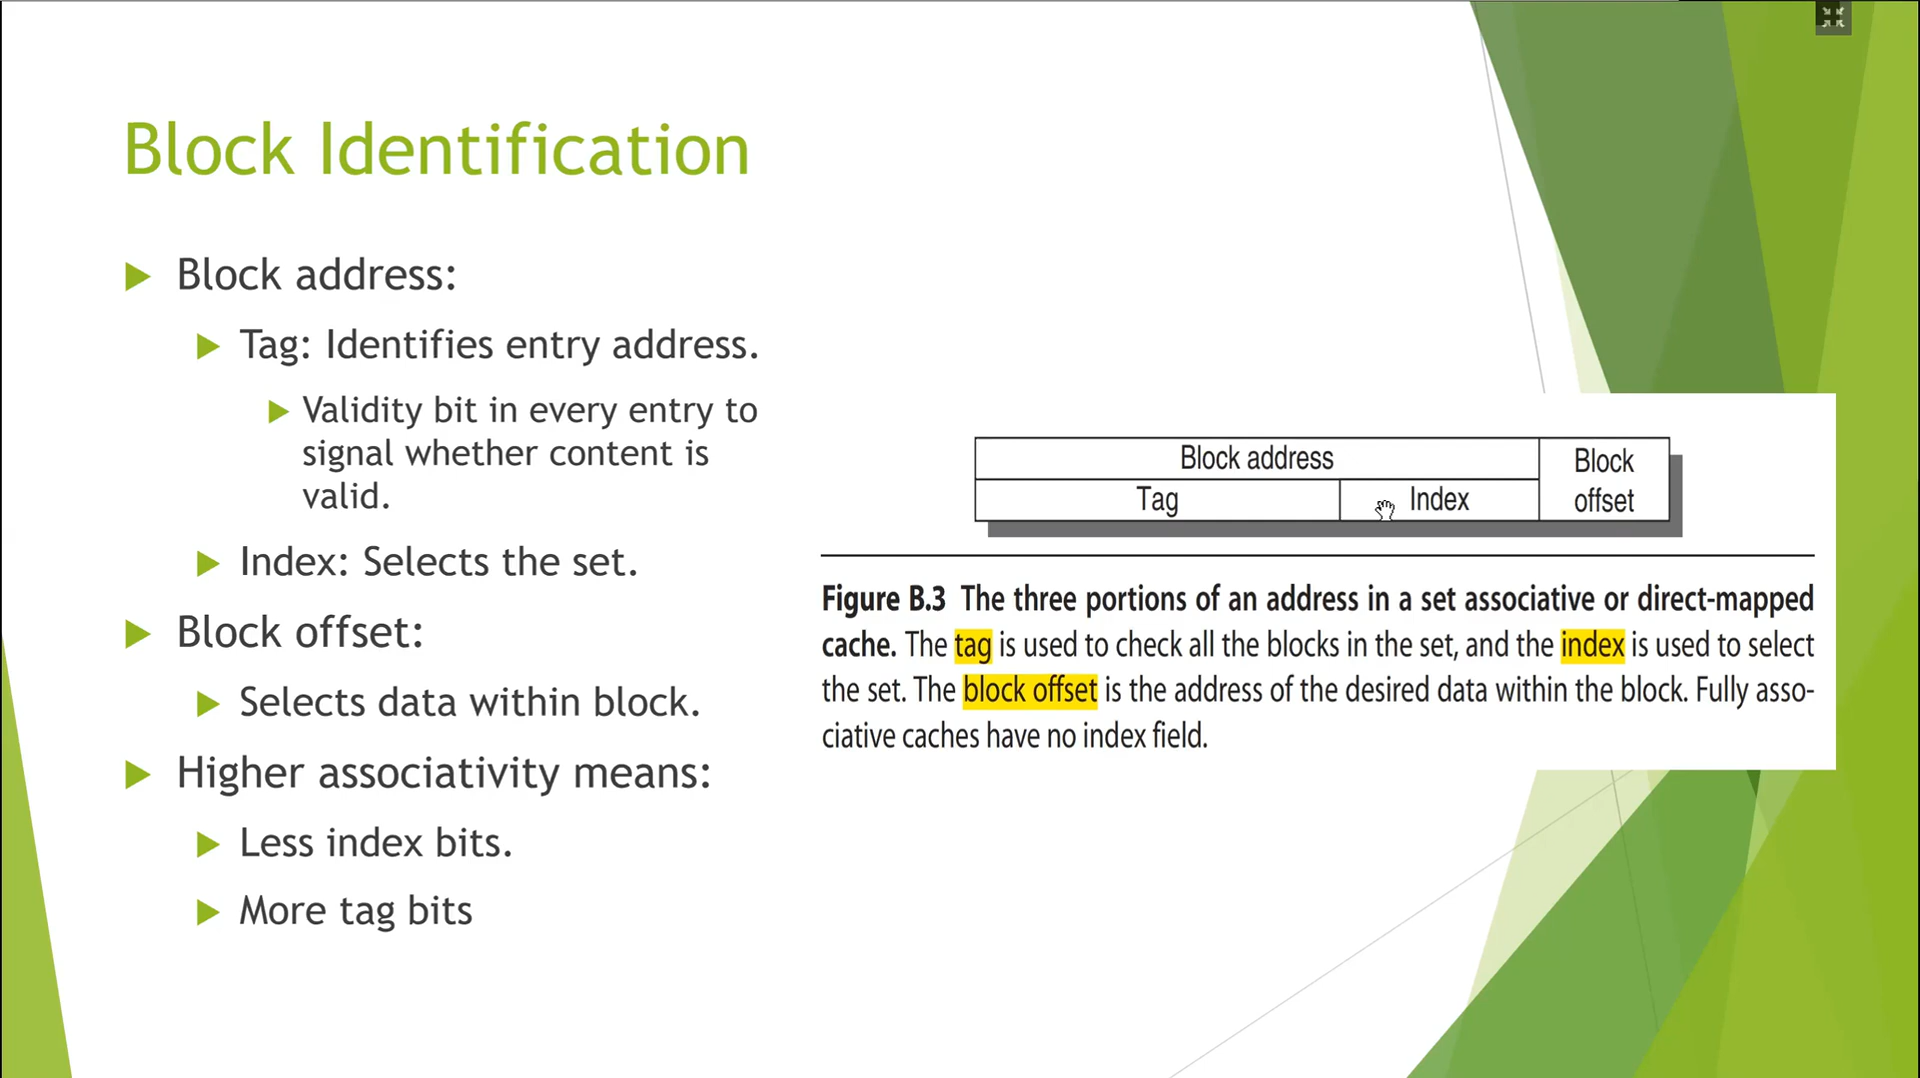 Block Identification
Block address:
Tag: Identifies entry address.
Validity bit in every entry to
signal whether content is
valid.
Index: Selects the set.
Block offset:
Selects data within block.
Higher associativity means:
Less index bits.
More tag bits
Block address
Block
offset
Tag
Index
Figure B.3 The three portions of an address in a set associative or direct-mapped
cache. The tag is used to check all the blocks in the set, and the index is used to select
the set. The block offset is the address of the desired data within the block. Fully asso-
ciative caches have no index field.